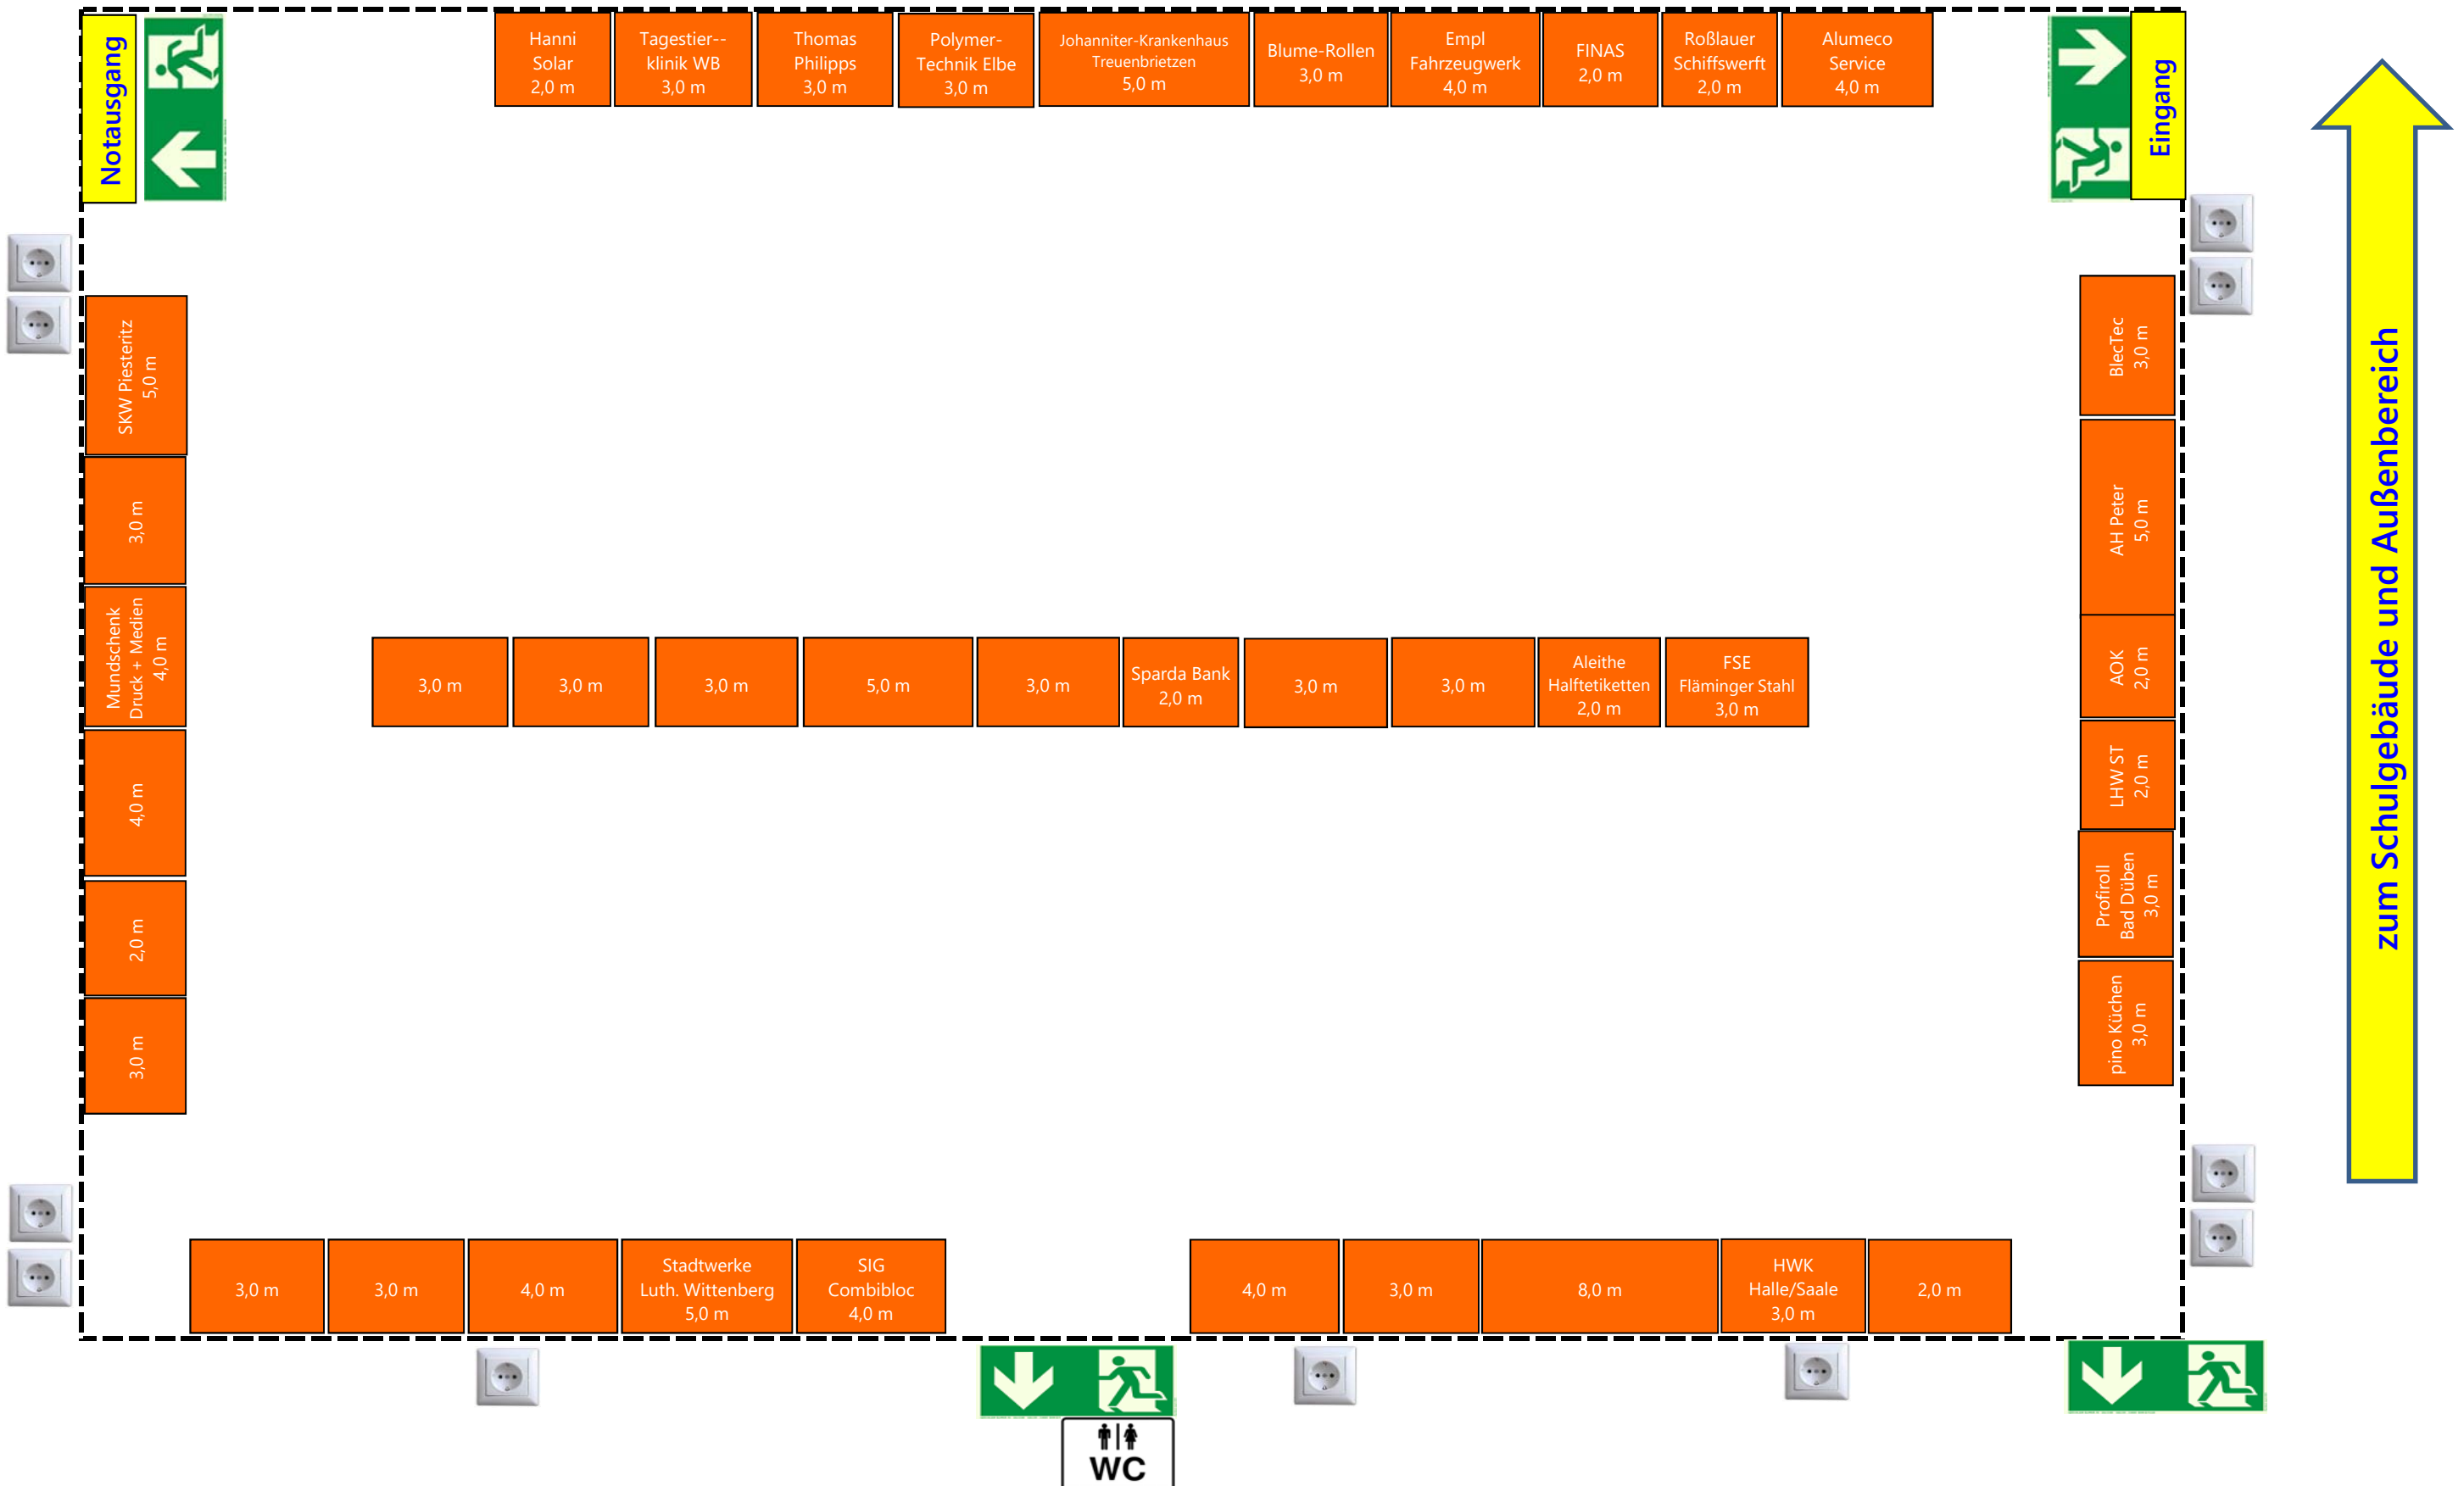 Notausgang
Hanni
Solar
2,0 m
Tagestier--
klinik WB
3,0 m
Thomas
Philipps
3,0 m
Polymer-
Technik Elbe
3,0 m
Johanniter-Krankenhaus
Treuenbrietzen
5,0 m
Blume-Rollen
3,0 m
Empl
Fahrzeugwerk
4,0 m
FINAS
2,0 m
Roßlauer
Schiffswerft
2,0 m
Alumeco
Service
4,0 m
Eingang
zum Schulgebäude und Außenbereich
SKW Piesteritz
5,0 m
3,0 m
Mundschenk
Druck + Medien
4,0 m
4,0 m
2,0 m
3,0 m
3,0 m
3,0 m
3,0 m
5,0 m
3,0 m
Sparda Bank
2,0 m
3,0 m
3,0 m
Aleithe
Halftetiketten
2,0 m
FSE
Fläminger Stahl
3,0 m
BlecTec
3,0 m
AH Peter
5,0 m
AOK
2,0 m
LHW ST
2,0 m
Profiroll
Bad Düben
3,0 m
pino Küchen
3,0 m
3,0 m
3,0 m
4,0 m
Stadtwerke
Luth. Wittenberg
5,0 m
SIG
Combibloc
4,0 m
4,0 m
3,0 m
8,0 m
HWK
Halle/Saale
3,0 m
2,0 m
WC